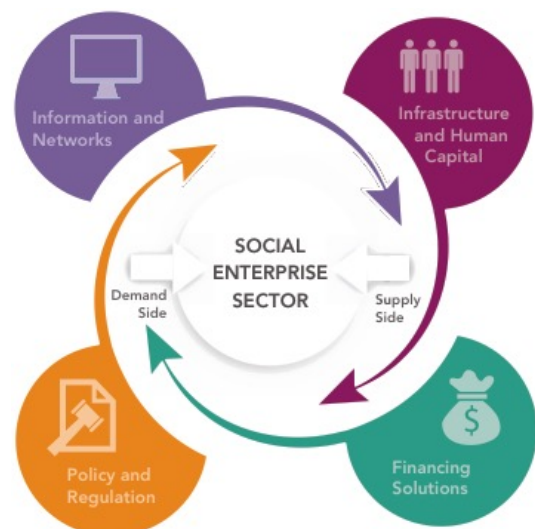 Information and
Networks
Infrastructure
and Human
Capital
SOCIAL
ENTERPRISE
SECTOR
Demand
Side
Supply
Side
Policy and
Regulation
$
Financing
Solutions